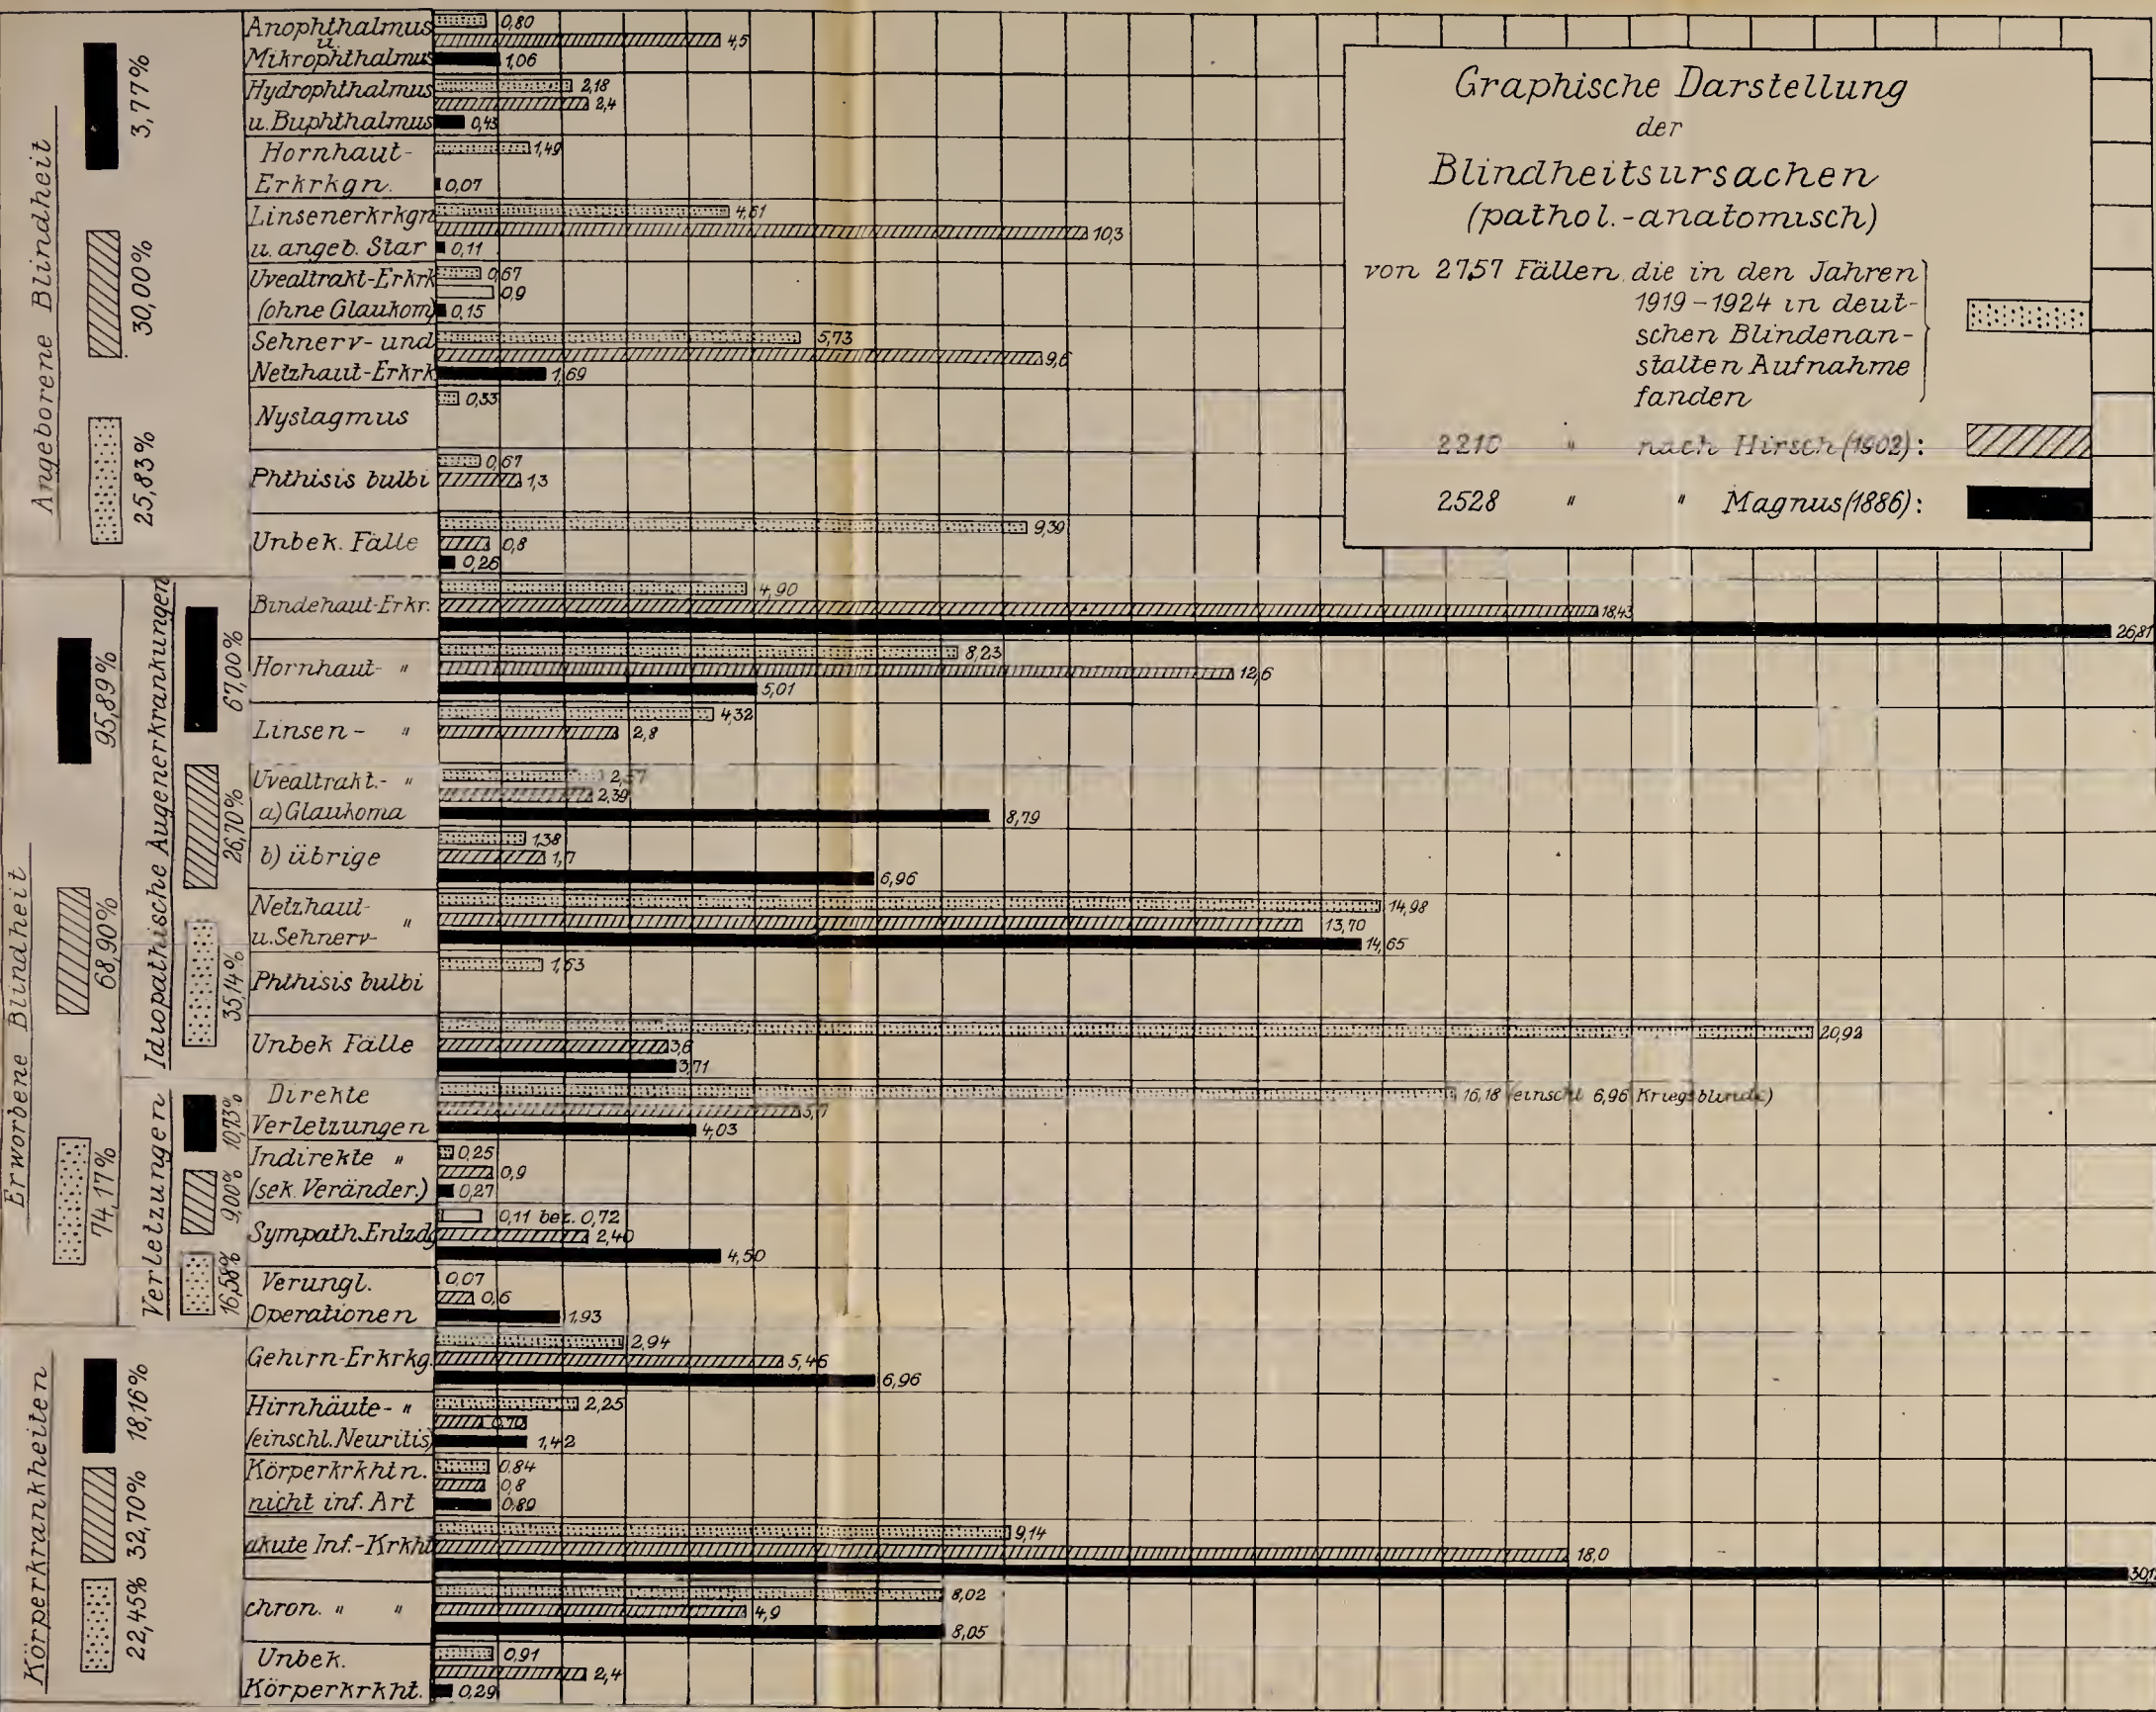 Graphische Darstellung
der
Blindheitsursachen
(pathol.-anatomisch)
von 2757 Fällen die in den Jahren
1919-1924 in deut-
schen Blindenan-
stalten Aufnahme
fanden
2210 " nach Hirsch (1902):
2528 " " Magnus (1886):
Angeborene Blindheit
3,77%
30,00%
25,83%
Anophthalmus
u.
Mikrophthalmus
0,80
4,5
1,06
Hydrophthalmus
u. Buphthalmus
2,18
2,4
0,43
Hornhaut-
Erkrkgn.
1,49
0,07
Linsenerkrkgn
u. angeb. Star
4,61
10,3
0,11
Uvealtrakt-Erkrk
(ohne Glaukom)
0,67
0,9
0,15
Sehnerv- und
Netzhaut-Erkrk
5,73
9,6
1,69
Nyslagmus
0,33
Phthisis bulbi
0,67
1,3
Unbek. Fälle
9,39
0,8
0,26
Erworbene Blindheit
95,89%
68,90%
74,17%
Idiopathische Augenerkrankungen
67,00%
26,70%
35,14%
Bindehaut-Erkr.
4,90
18,43
26,81
Hornhaut- "
8,23
12,6
5,01
Linsen- "
4,32
2,8
Uvealtrakt.- "
a) Glaukoma
2,57
2,39
8,79
b) übrige
1,38
1,7
6,96
Netzhaut-
u. Sehnerv- "
14,98
13,70
14,65
Phthisis bulbi
1,63
Unbek Fälle
20,92
3,6
3,71
Verletzungen
10,73%
9,00%
16,58%
Direkte
Verletzungen
16,18 (einschl 6,96 Kriegsblinde)
5,7
4,03
Indirekte "
(sek. Veränder.)
0,25
0,9
0,27
Sympath. Entzdg
0,11 bez. 0,72
2,40
4,50
Verungl.
Operationen
0,07
0,6
1,93
Körperkrankheiten
18,16%
32,70%
22,45%
Gehirn-Erkrkg.
2,94
5,46
6,96
Hirnhäute- "
(einschl. Neuritis)
2,25
0,70
1,42
Körperkrkhtn.
nicht inf. Art
0,84
0,8
0,89
akute Inf.-Krkht
9,14
18,0
chron. " "
8,02
4,9
8,05
Unbek.
Körperkrkht.
0,91
2,4
0,29